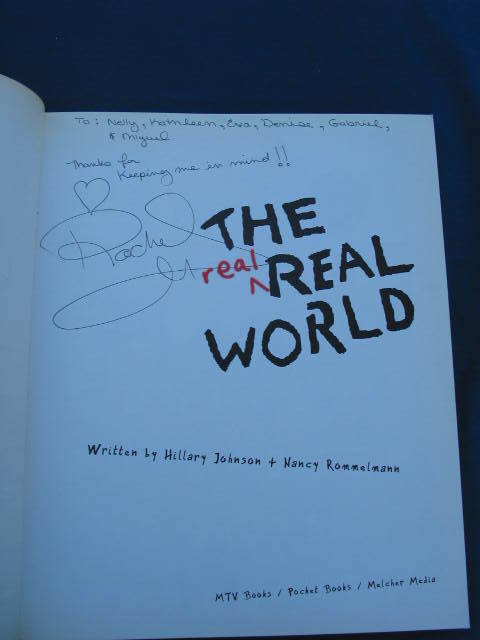 To: Nelly, Kathleen, Eva, Denise, Gabriel,
& Miguel
Thanks for
Keeping me in mind!!
Rachel
THE
real REAL
WORLD
Written by Hillary Johnson + Nancy Rommelmann
MTV Books / Pocket Books / Melcher Media